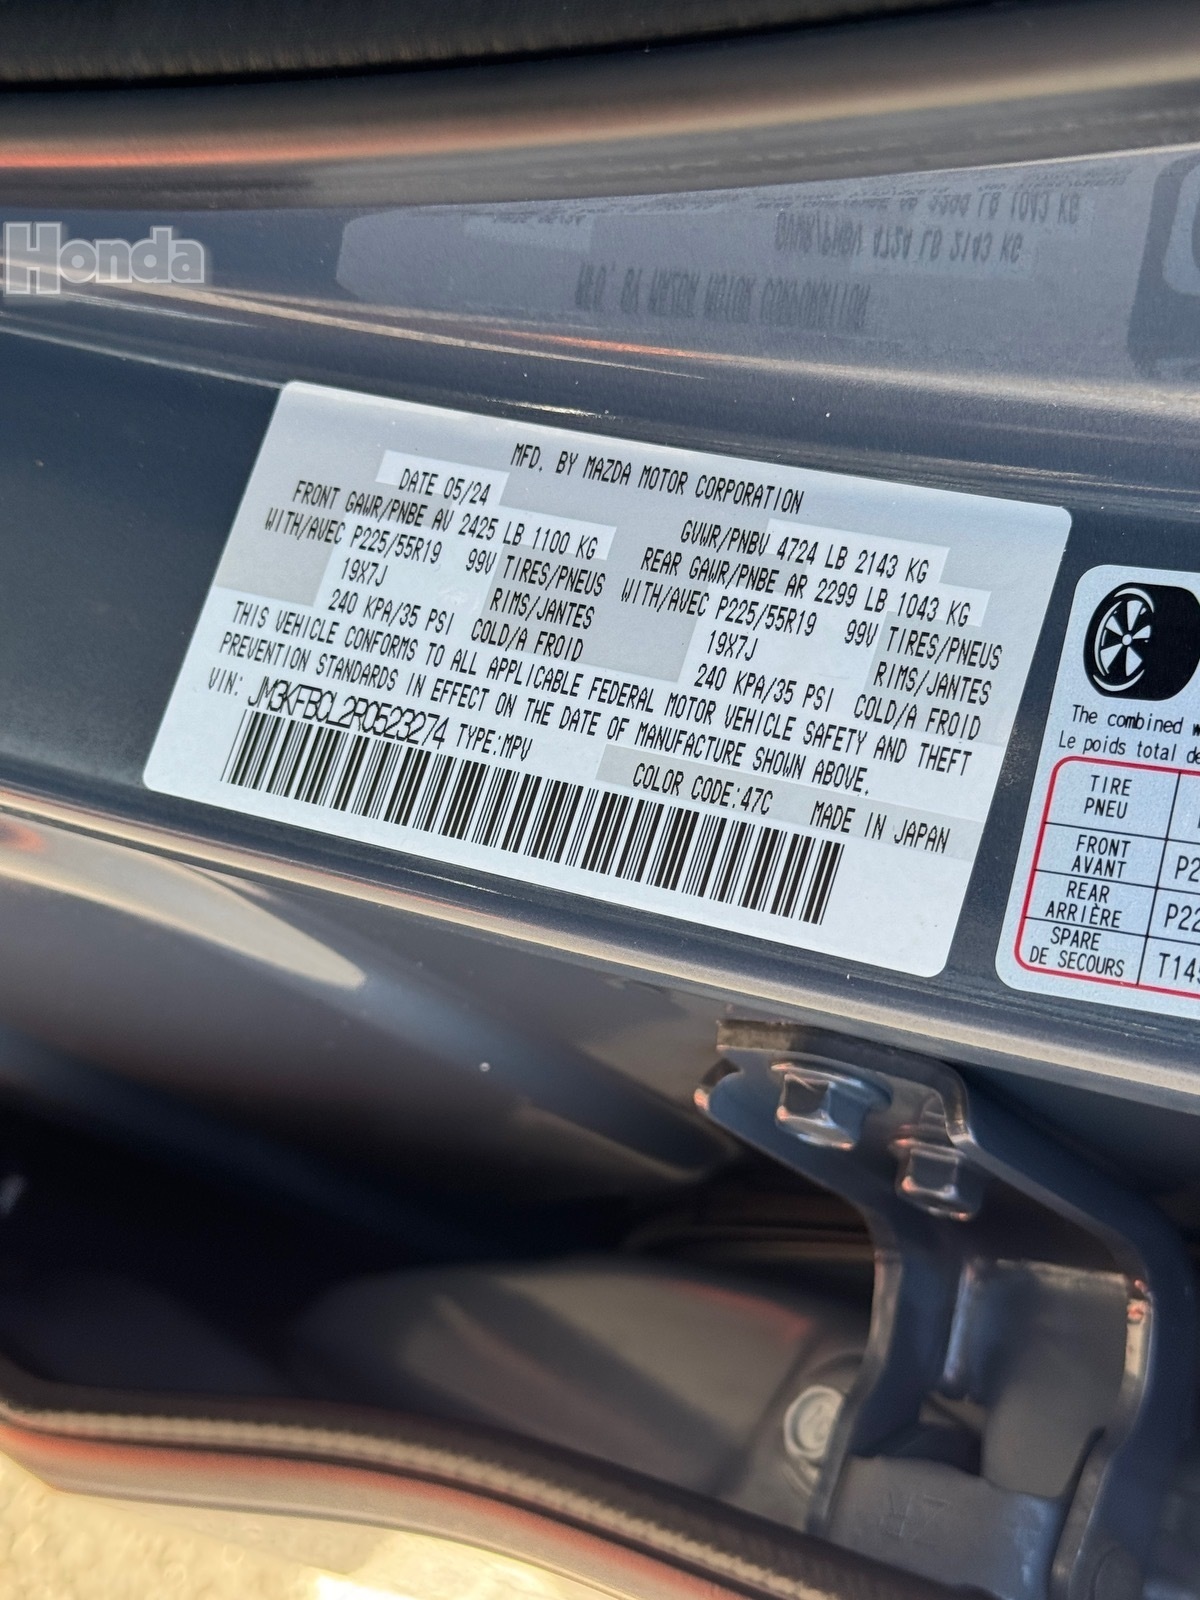 Honda
MFD. BY MAZDA MOTOR CORPORATION
DATE 05/24
GVWR/PNBV 4724 LB 2143 KG
FRONT GAWR/PNBE AV 2425 LB 1100 KG
REAR GAWR/PNBE AR 2299 LB 1043 KG
WITH/AVEC P225/55R19 99V TIRES/PNEUS
WITH/AVEC P225/55R19 99V TIRES/PNEUS
19X7J RIMS/JANTES
19X7J RIMS/JANTES
240 KPA/35 PSI COLD/A FROID
240 KPA/35 PSI COLD/A FROID
THIS VEHICLE CONFORMS TO ALL APPLICABLE FEDERAL MOTOR VEHICLE SAFETY AND THEFT
PREVENTION STANDARDS IN EFFECT ON THE DATE OF MANUFACTURE SHOWN ABOVE.
VIN: JM3KFBCL2R0523274 TYPE:MPV
COLOR CODE:47C MADE IN JAPAN
The combined
Le poids total
TIRE
PNEU
FRONT
AVANT
REAR
ARRIÈRE
SPARE
DE SECOURS